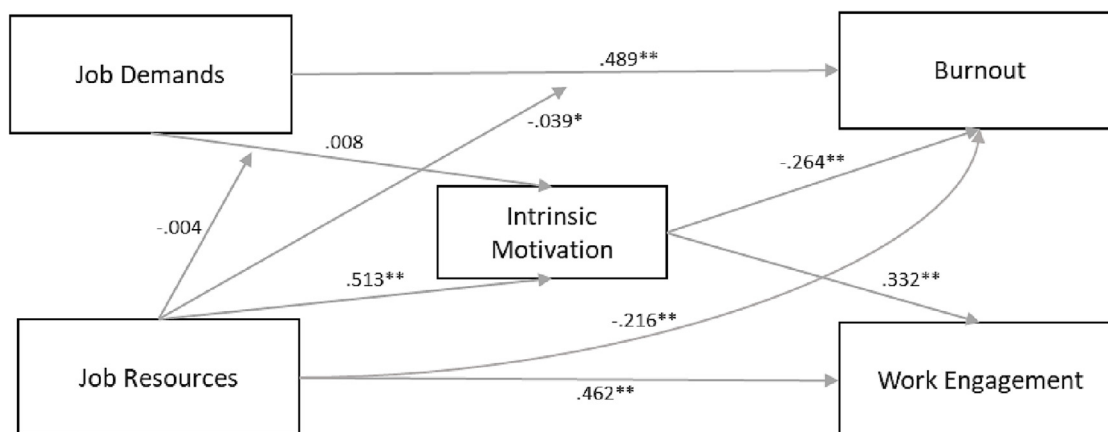 Job Demands
.489**
Burnout
-.039*
.008
-.264**
Intrinsic
Motivation
-.004
.513**
.332**
-.216**
Job Resources
.462**
Work Engagement